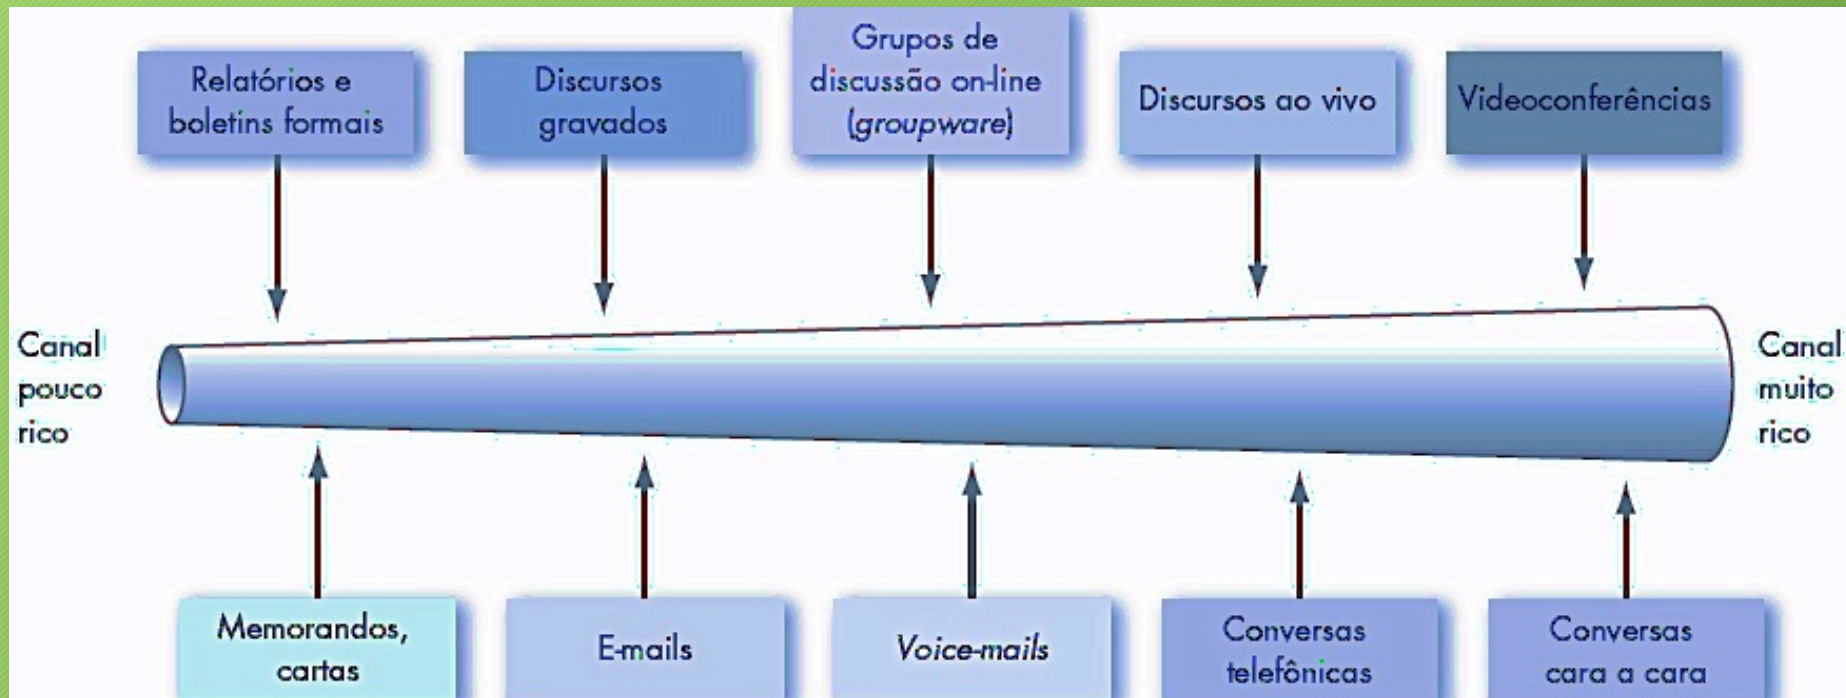 Relatórios e
boletins formais
Discursos
gravados
Grupos de
discussão on-line
(groupware)
Discursos ao vivo
Videoconferências
Canal
pouco
rico
Canal
muito
rico
Memorandos,
cartas
E-mails
Voice-mails
Conversas
telefônicas
Conversas
cara a cara